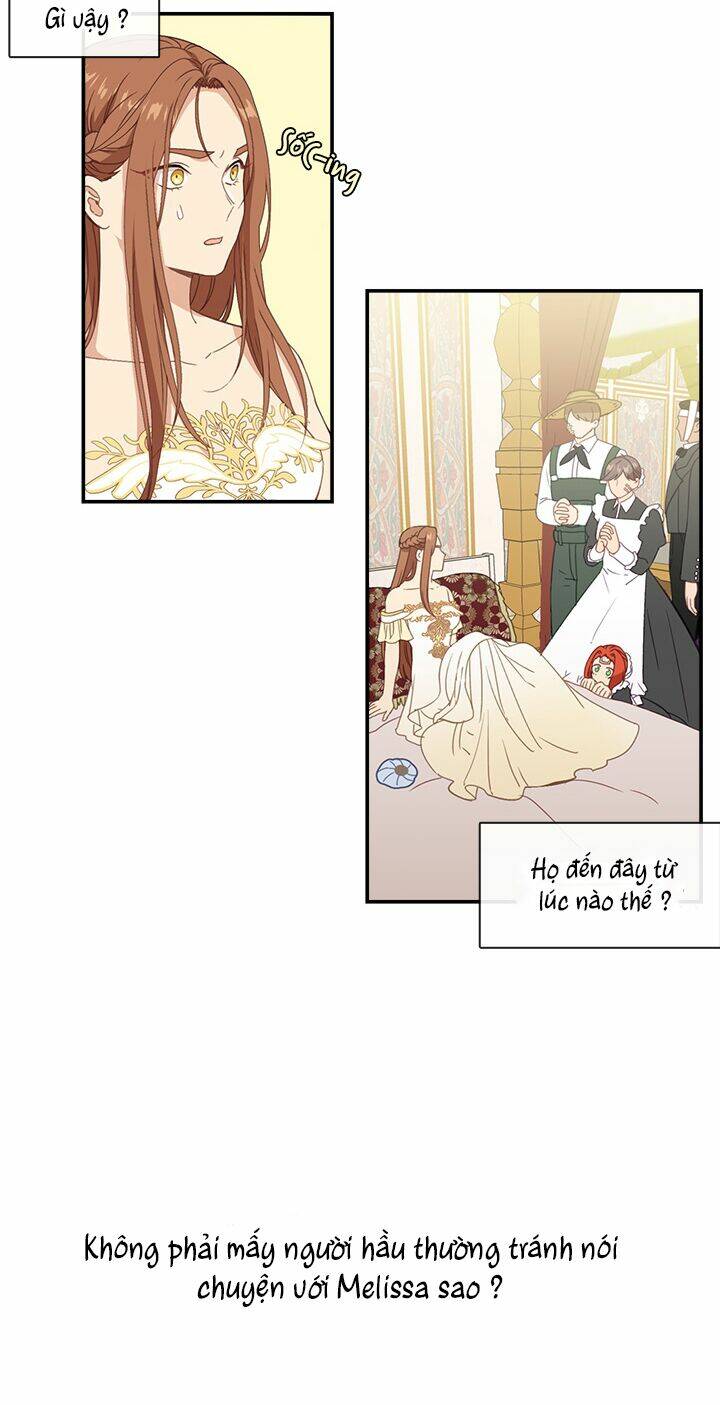 Gì vậy ?
Sốc-ing
Họ đến đây từ
lúc nào thế ?
Không phải mấy người hầu thường tránh nói
chuyện với Melissa sao ?